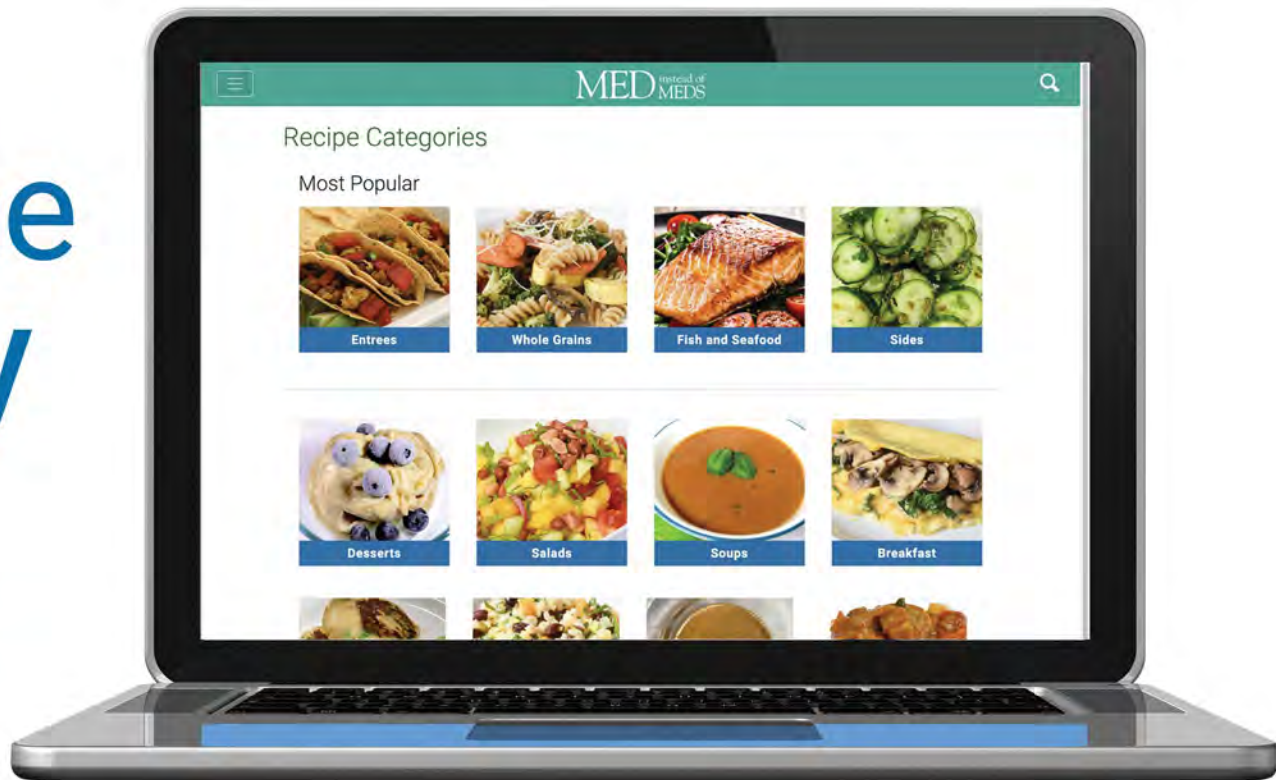 e
y
MED instead of MEDS
Recipe Categories
Most Popular
Entrees
Whole Grains
Fish and Seafood
Sides
Desserts
Salads
Soups
Breakfast